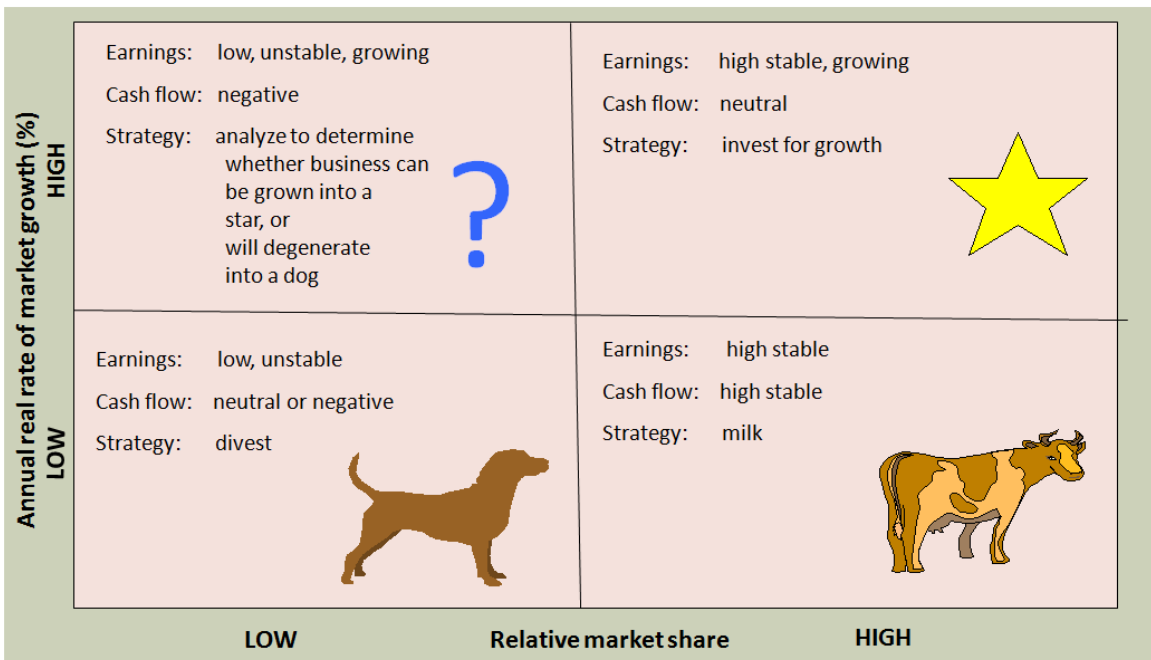 Annual real rate of market growth (%)
HIGH
LOW
Earnings: low, unstable, growing
Cash flow: negative
Strategy: analyze to determine
whether business can
be grown into a
star, or
will degenerate
into a dog
?
Earnings: high stable, growing
Cash flow: neutral
Strategy: invest for growth
Earnings: low, unstable
Cash flow: neutral or negative
Strategy: divest
Earnings: high stable
Cash flow: high stable
Strategy: milk
LOW Relative market share HIGH